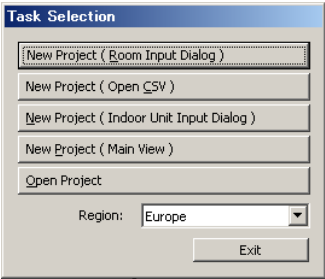 Task Selection
New Project ( Room Input Dialog )
New Project ( Open CSV )
New Project ( Indoor Unit Input Dialog )
New Project ( Main View )
Open Project
Region: Europe
Exit